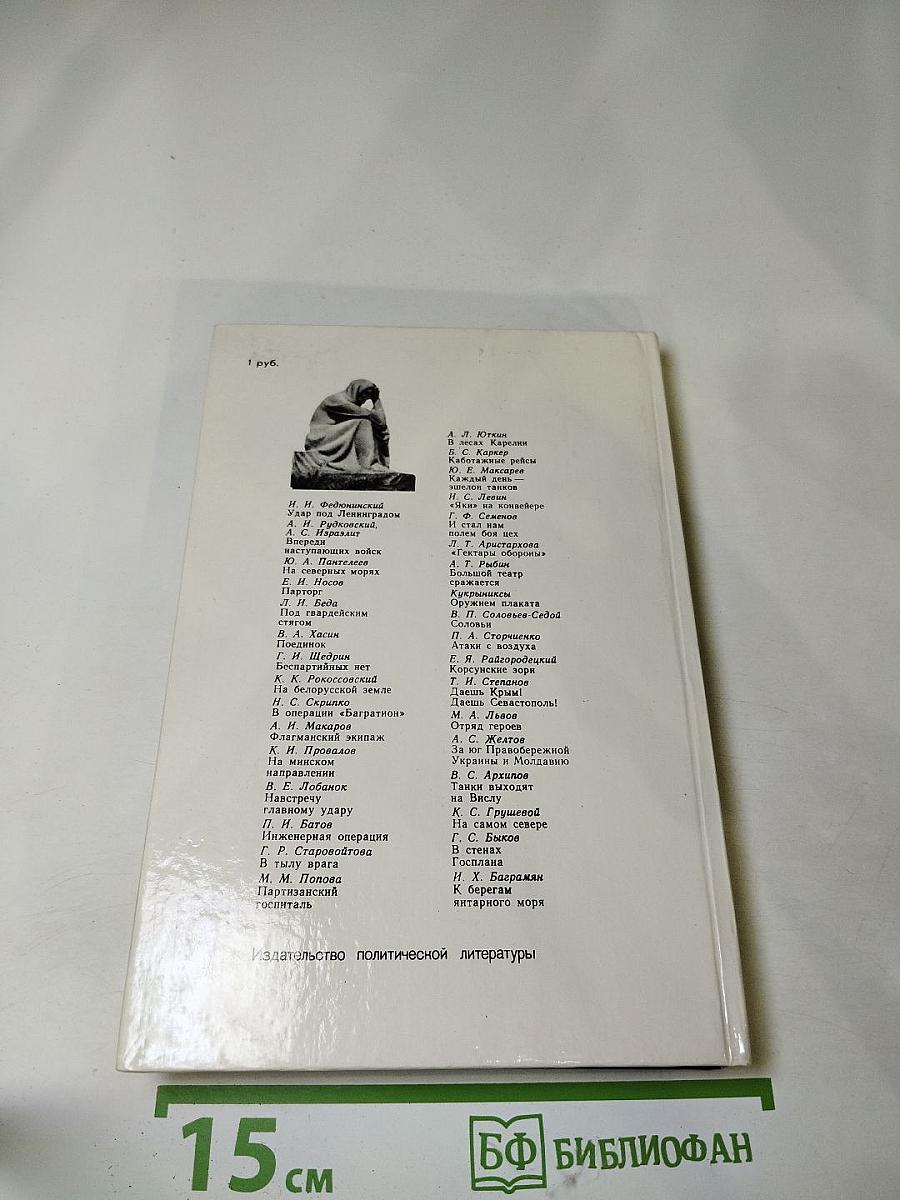 1 руб.
И. И. Федюнинский
Удар под Ленинградом
А. И. Рудковский,
А. С. Израэлит
Впереди
наступающих войск
Ю. А. Пантелеев
На северных морях
Е. И. Носов
Парторг
Л. И. Беда
Под гвардейским
стягом
В. А. Хасин
Поединок
Г. И. Щедрин
Беспартийных нет
К. К. Рокоссовский
На белорусской земле
Н. С. Скрипко
В операции «Багратион»
А. И. Макаров
Флагманский экипаж
К. И. Провалов
На минском
направлении
В. Е. Лобанок
Навстречу
главному удару
П. И. Батов
Инженерная операция
Г. Р. Старовойтова
В тылу врага
М. М. Попова
Партизанский
госпиталь
А. Л. Юткин
В лесах Карелии
Б. С. Каркер
Каботажные рейсы
Ю. Е. Максарев
Каждый день —
эшелон танков
И. С. Левин
«Яки» на конвейере
Г. Ф. Семенов
И стал нам
полем боя цех
Л. Т. Аристархова
«Гектары обороны»
А. Т. Рыбин
Большой театр
сражается
Кукрыниксы
Оружием плаката
В. П. Соловьев-Седой
Соловьи
П. А. Сторчиенко
Атаки с воздуха
Е. Я. Райгородецкий
Корсунские зори
Т. И. Степанов
Даешь Крым!
Даешь Севастополь!
М. А. Львов
Отряд героев
А. С. Желтов
За юг Правобережной
Украины и Молдавию
В. С. Архипов
Танки выходят
на Вислу
К. С. Грушевой
На самом севере
Г. С. Быков
В стенах
Госплана
И. Х. Баграмян
К берегам
янтарного моря
Издательство политической литературы
15 см
БФ БИБЛИОФАН